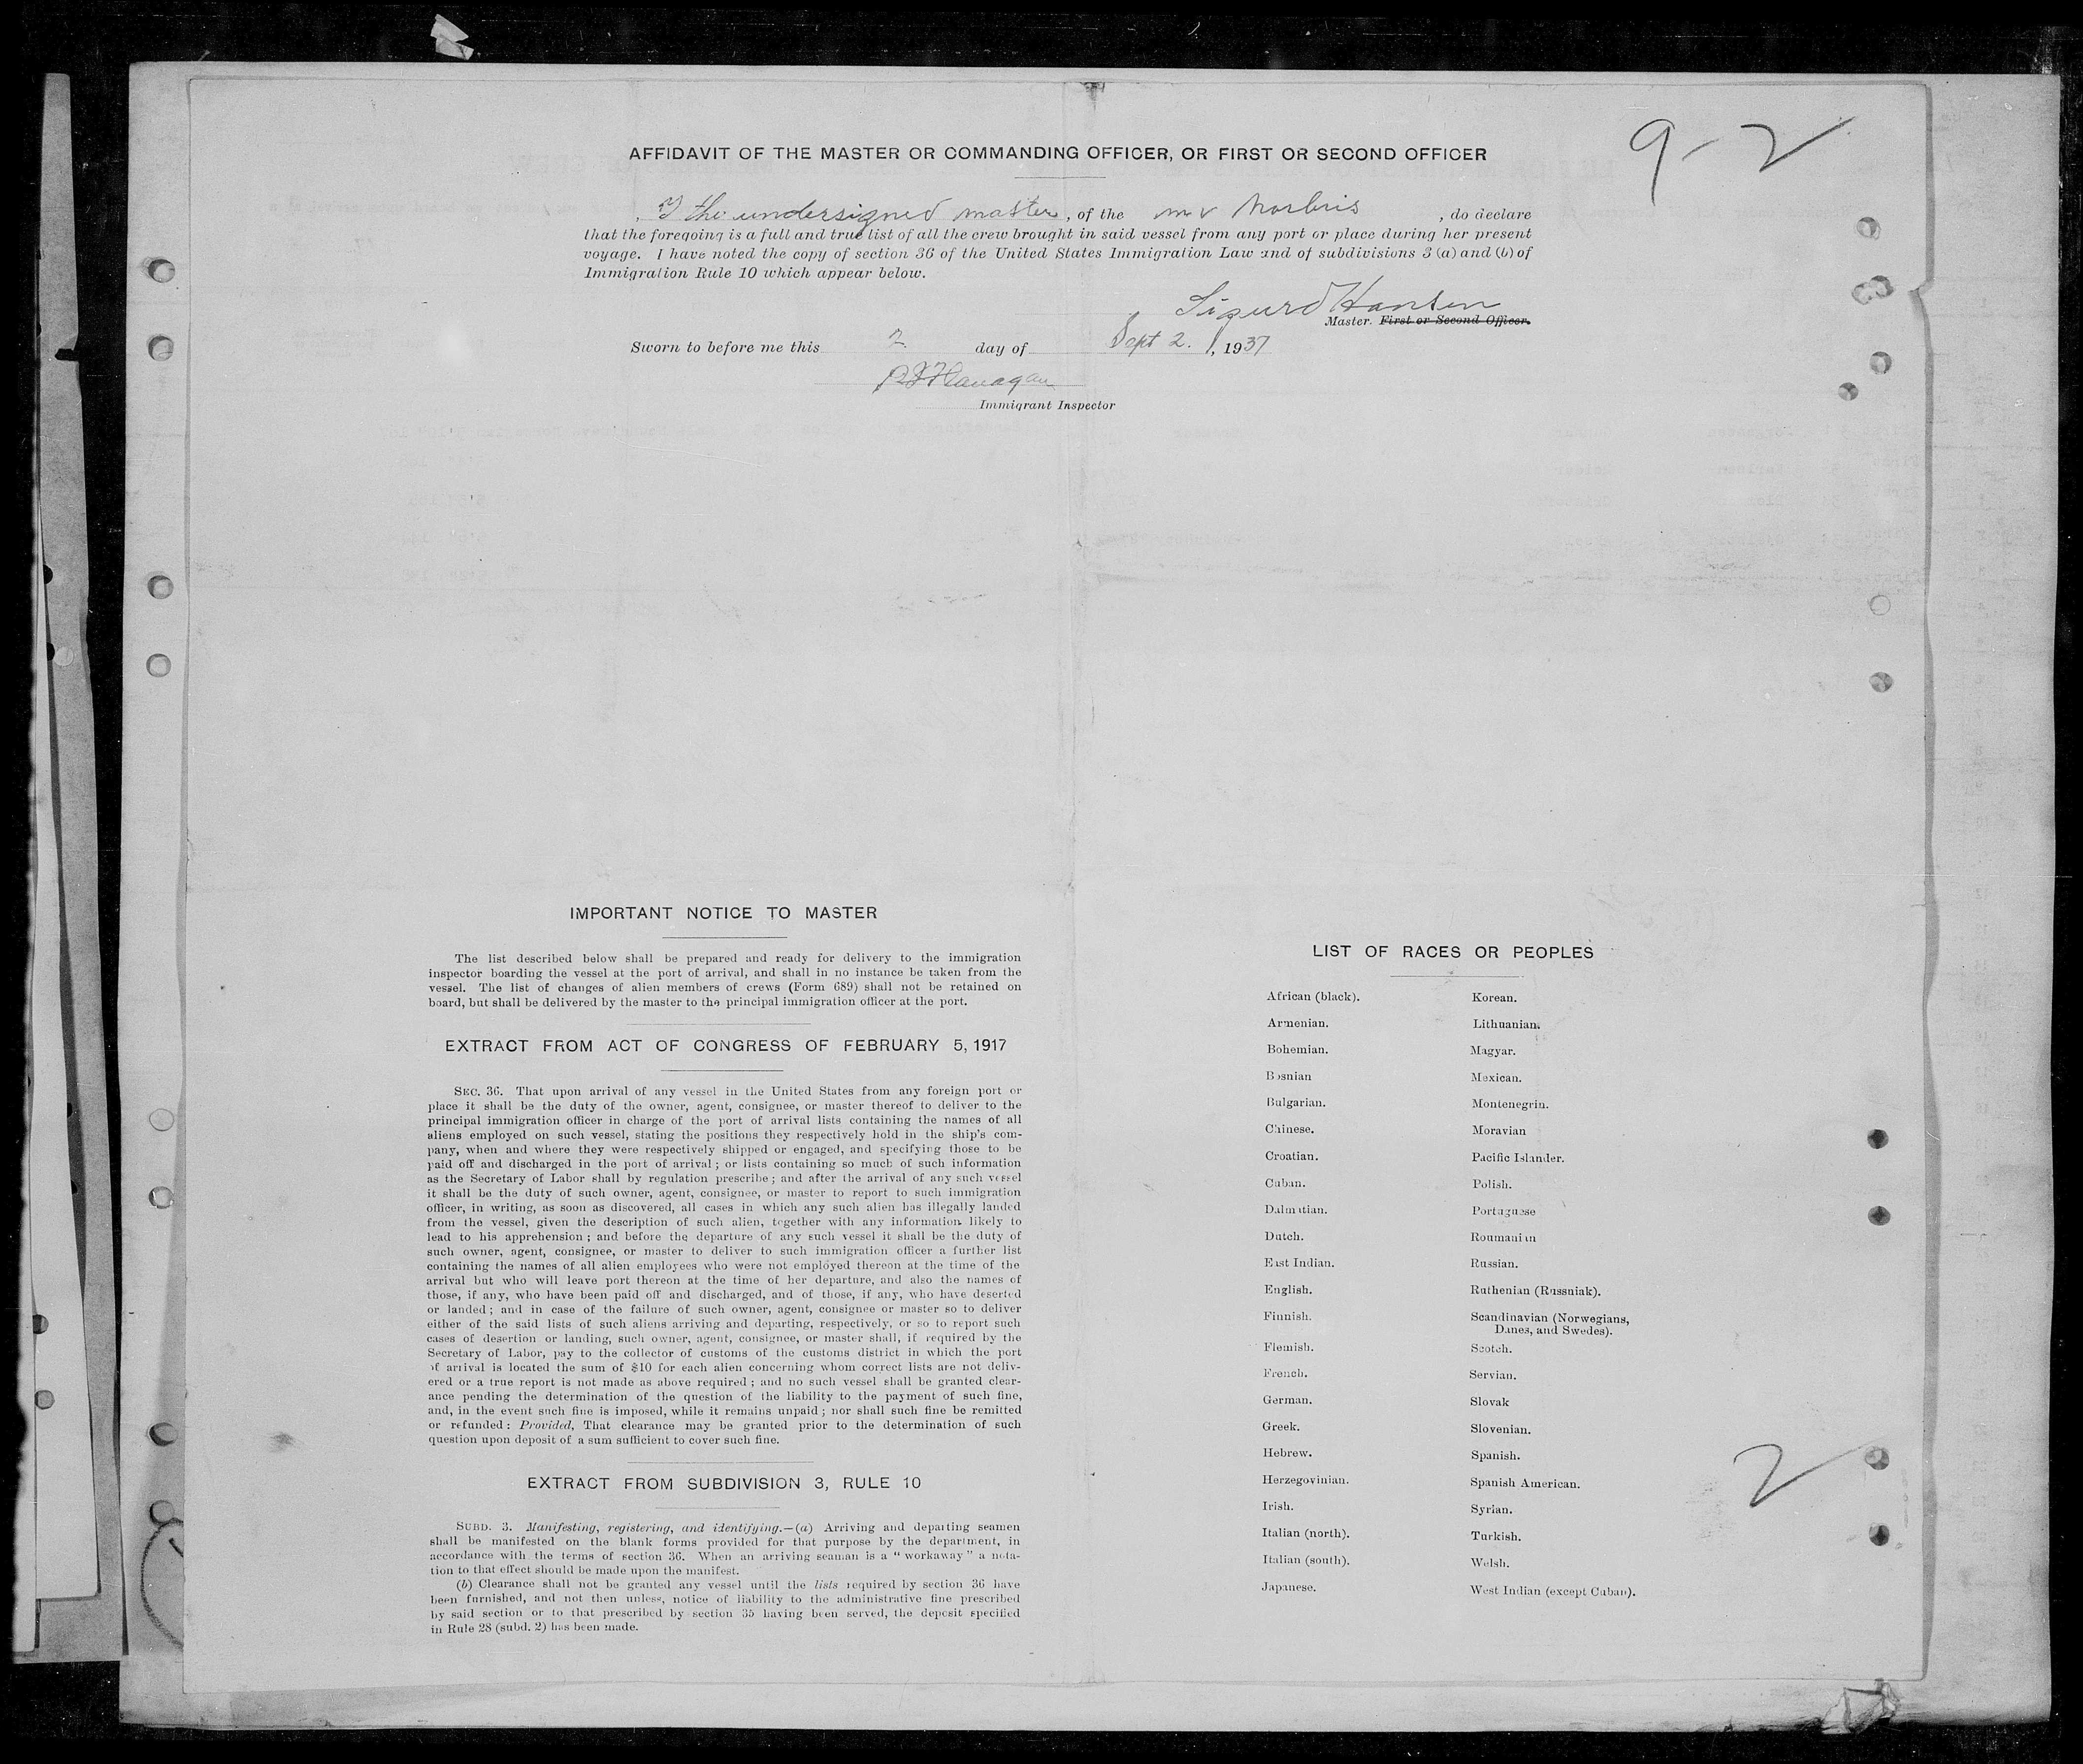 9-2
AFFIDAVIT OF THE MASTER OR COMMANDING OFFICER, OR FIRST OR SECOND OFFICER
I the undersigned master, of the m v , do declare
that the foregoing is a full and true list of all the crew brought in said vessel from any port or place during her present
voyage. I have noted the copy of section 36 of the United States Immigration Law and of subdivisions 3 (a) and (b) of
Immigration Rule 10 which appear below.
Sigurd Hansen
Master. First or Second Officer.
Sworn to before me this 2 day of Sept 2. , 1937
Flanagan
Immigrant Inspector
IMPORTANT NOTICE TO MASTER
The list described below shall be prepared and ready for delivery to the immigration
inspector boarding the vessel at the port of arrival, and shall in no instance be taken from the
vessel. The list of changes of alien members of crews (Form 689) shall not be retained on
board, but shall be delivered by the master to the principal immigration officer at the port.
EXTRACT FROM ACT OF CONGRESS OF FEBRUARY 5, 1917
SEC. 36. That upon arrival of any vessel in the United States from any foreign port or
place it shall be the duty of the owner, agent, consignee, or master thereof to deliver to the
principal immigration officer in charge of the port of arrival lists containing the names of all
aliens employed on such vessel, stating the positions they respectively hold in the ship's com-
pany, when and where they were respectively shipped or engaged, and specifying those to be
paid off and discharged in the port of arrival; or lists containing so much of such information
as the Secretary of Labor shall by regulation prescribe; and after the arrival of any such vessel
it shall be the duty of such owner, agent, consignee, or master to report to such immigration
officer, in writing, as soon as discovered, all cases in which any such alien has illegally landed
from the vessel, given the description of such alien, together with any information likely to
lead to his apprehension; and before the departure of any such vessel it shall be the duty of
such owner, agent, consignee, or master to deliver to such immigration officer a further list
containing the names of all alien employees who were not employed thereon at the time of the
arrival but who will leave port thereon at the time of her departure, and also the names of
those, if any, who have been paid off and discharged, and of those, if any, who have deserted
or landed; and in case of the failure of such owner, agent, consignee or master so to deliver
either of the said lists of such aliens arriving and departing, respectively, or so to report such
cases of desertion or landing, such owner, agent, consignee, or master shall, if required by the
Secretary of Labor, pay to the collector of customs of the customs district in which the port
of arrival is located the sum of $10 for each alien concerning whom correct lists are not deliv-
ered or a true report is not made as above required; and no such vessel shall be granted clear-
ance pending the determination of the question of the liability to the payment of such fine,
and, in the event such fine is imposed, while it remains unpaid; nor shall such fine be remitted
or refunded: Provided, That clearance may be granted prior to the determination of such
question upon deposit of a sum sufficient to cover such fine.
EXTRACT FROM SUBDIVISION 3, RULE 10
SUBD. 3. Manifesting, registering, and identifying.—(a) Arriving and departing seamen
shall be manifested on the blank forms provided for that purpose by the department, in
accordance with the terms of section 36. When an arriving seaman is a "workaway" a nota-
tion to that effect should be made upon the manifest.
(b) Clearance shall not be granted any vessel until the lists required by section 36 have
been furnished, and not then unless, notice of liability to the administrative fine prescribed
by said section or to that prescribed by section 35 having been served, the deposit specified
in Rule 28 (subd. 2) has been made.
LIST OF RACES OR PEOPLES
African (black).
Armenian.
Bohemian.
Bosnian
Bulgarian.
Chinese.
Croatian.
Cuban.
Dalmatian.
Dutch.
East Indian.
English.
Finnish.
Flemish.
French.
German.
Greek.
Hebrew.
Herzegovinian.
Irish.
Italian (north).
Italian (south).
Japanese.
Korean.
Lithuanian.
Magyar.
Mexican.
Montenegrin.
Moravian
Pacific Islander.
Polish.
Portuguese
Roumanian
Russian.
Ruthenian (Russniak).
Scandinavian (Norwegians,
Danes, and Swedes).
Scotch.
Servian.
Slovak
Slovenian.
Spanish.
Spanish American.
Syrian.
Turkish.
Welsh.
West Indian (except Cuban).
2